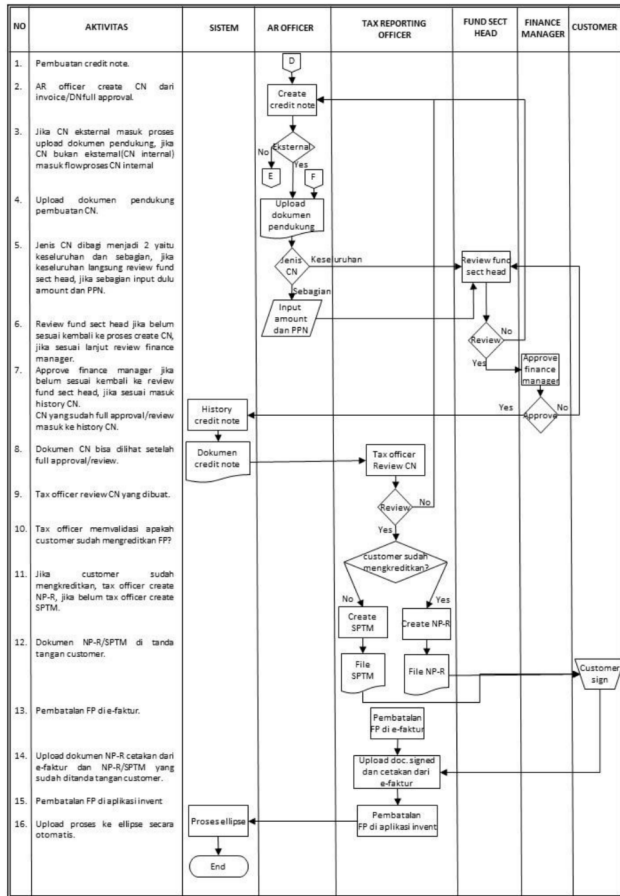 NO
AKTIVITAS
SISTEM
AR OFFICER
TAX REPORTING
OFFICER
FUND SECT
HEAD
FINANCE
MANAGER
CUSTOMER
1. Pembuatan credit note.
2. AR officer create CN dari
invoice/DNfull approval.
3. Jika CN eksternal masuk proses
upload dokumen pendukung, jika
CN bukan eksternal(CN internal)
masuk flowproses CN internal
4. Upload dokumen pendukung
pembuatan CN.
5. Jenis CN dibagi menjadi 2 yaitu
keseluruhan dan sebagian, jika
keseluruhan langsung review fund
sect head, jika sebagian input dulu
amount dan PPN.
6. Review fund sect head jika belum
sesuai kembali ke proses create CN,
jika sesuai lanjut review finance
manager.
7. Approve finance manager jika
belum sesuai kembali ke review
fund sect head, jika sesuai masuk
history CN.
CN yang sudah full approval/review
masuk ke history CN.
8. Dokumen CN bisa dilihat setelah
full approval/review.
9. Tax officer review CN yang dibuat.
10. Tax officer memvalidasi apakah
customer sudah mengreditkan FP?
11. Jika customer sudah
mengkreditkan, tax officer create
NP-R, jika belum tax officer create
SPTM.
12. Dokumen NP-R/SPTM di tanda
tangan customer.
13. Pembatalan FP di e-faktur.
14. Upload dokumen NP-R cetakan dari
e-faktur dan NP-R/SPTM yang
sudah ditanda tangan customer.
15. Pembatalan FP di aplikasi invent
16. Upload proses ke ellipse secara
otomatis.
D
Create
credit note
Eksternal
No
Yes
E
F
Upload
dokumen
pendukung
Jenis
CN
Keseluruhan
Sebagian
Input
amount
dan PPN
Review fund
sect head
Review
No
Yes
Approve
finance
manager
Approve
Yes
No
History
credit note
Dokumen
credit note
Tax officer
Review CN
Review
No
Yes
customer sudah
mengkreditkan?
No
Yes
Create
SPTM
Create NP-R
File
SPTM
File NP-R
Customer
sign
Pembatalan
FP di e-faktur
Upload doc. signed
dan cetakan dari
e-faktur
Pembatalan
FP di aplikasi invent
Proses ellipse
End